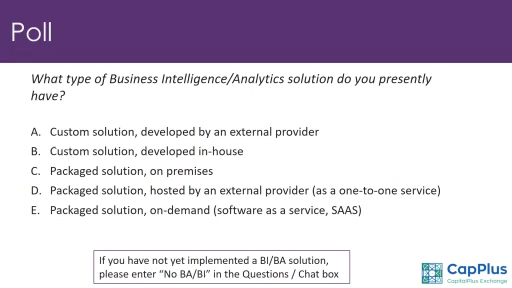 Poll
What type of Business Intelligence/Analytics solution do you presently
have?
A. Custom solution, developed by an external provider
B. Custom solution, developed in-house
C. Packaged solution, on premises
D. Packaged solution, hosted by an external provider (as a one-to-one service)
E. Packaged solution, on-demand (software as a service, SAAS)
If you have not yet implemented a BI/BA solution,
please enter “No BA/BI” in the Questions / Chat box
CapPlus
CapitalPlus Exchange